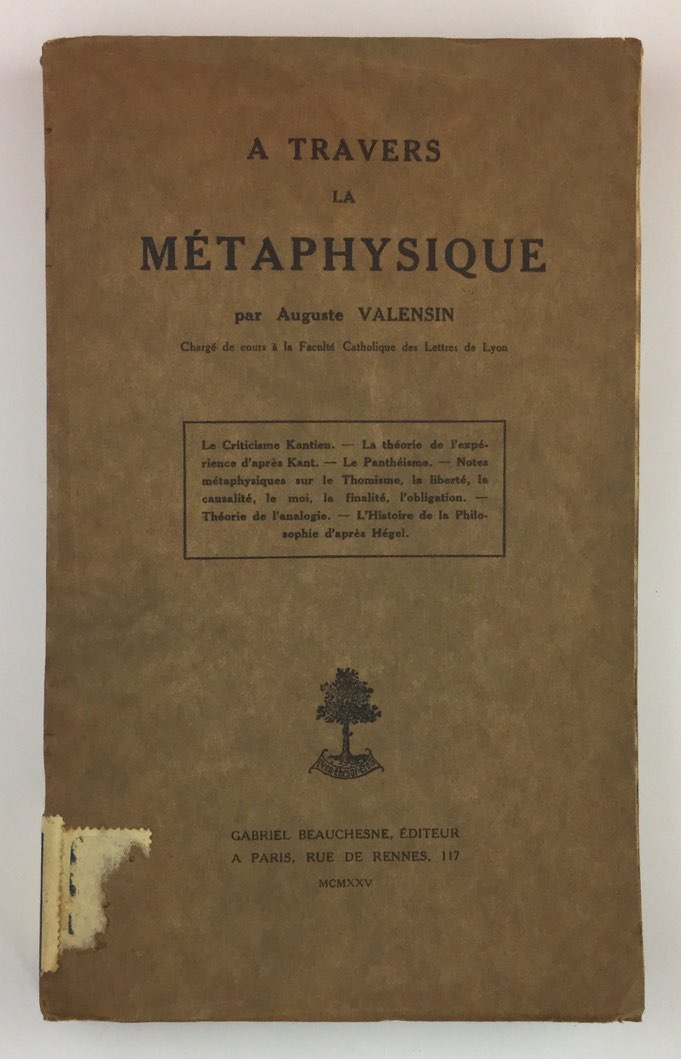 A TRAVERS
LA
MÉTAPHYSIQUE
par Auguste VALENSIN
Chargé de cours à la Faculté Catholique des Lettres de Lyon
Le Criticisme Kantien. — La théorie de l'expé-
rience d'après Kant. — Le Panthéisme. — Notes
métaphysiques sur le Thomisme, la liberté, la
causalité, le moi, la finalité, l'obligation. —
Théorie de l'analogie. — L'Histoire de la Philo-
sophie d'après Hégel.
GABRIEL BEAUCHESNE, ÉDITEUR
A PARIS, RUE DE RENNES, 117
MCMXXV